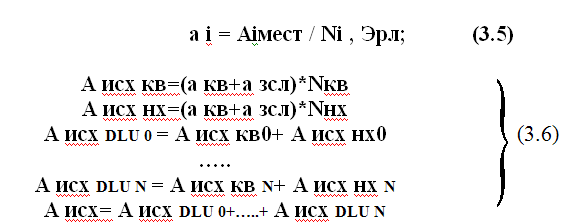 a i = Аімест / Ni , Эрл; (3.5)
А исх кв=(а кв+а зсл)*Nкв
А исх нх=(а кв+а зсл)*Nнх
А исх DLU 0 = А исх кв0+ А исх нх0 (3.6)
…..
А исх DLU N = А исх кв N+ А исх нх N
А исх= А исх DLU 0+…..+ А исх DLU N